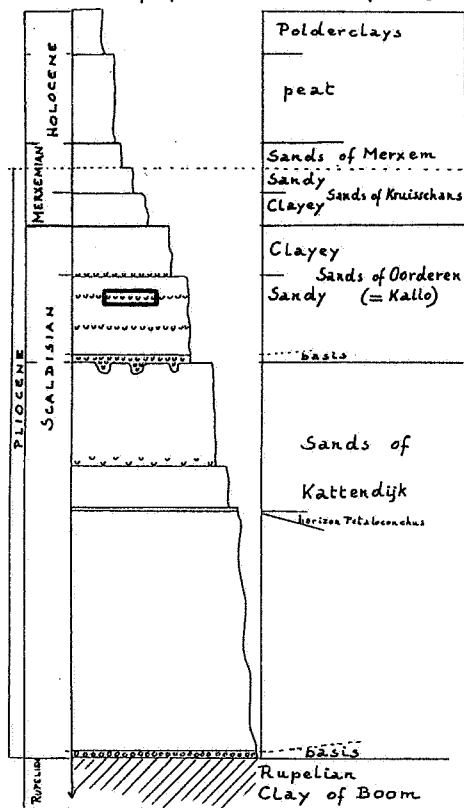 Polderclays
peat
HOLOCENE
Sands of Merxem
Sandy
Clayey Sands of Kruisschans
MERXEMIAN
Clayey
Sands of Oorderen
Sandy (= Kallo)
basis
SCALDISIAN
PLIOCENE
Sands of
Kattendijk
horizon Petaloconchus
basis
Rupelian
Clay of Boom